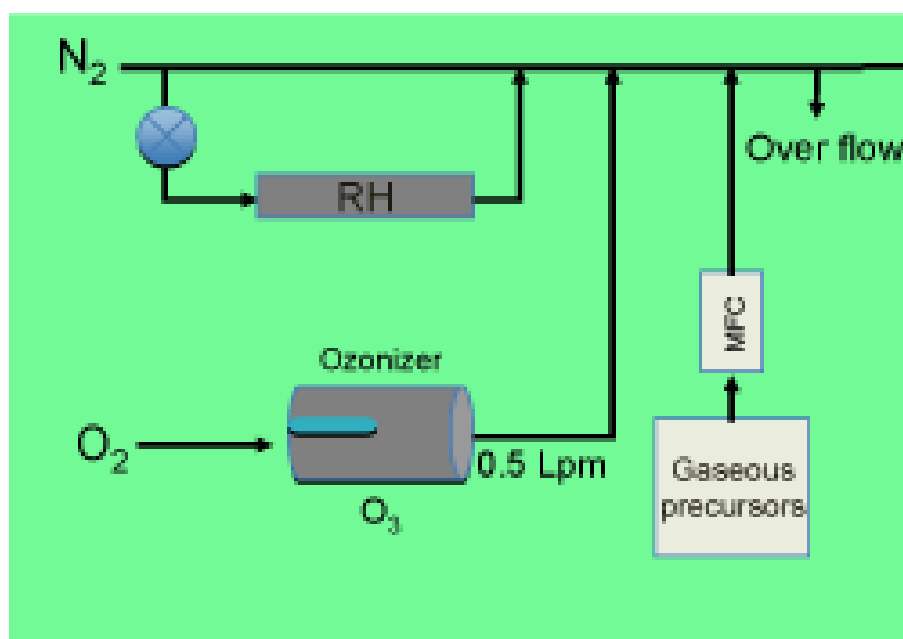 N₂
Over flow
RH
MFC
Ozonizer
O₂
0.5 Lpm
O₃
Gaseous
precursors